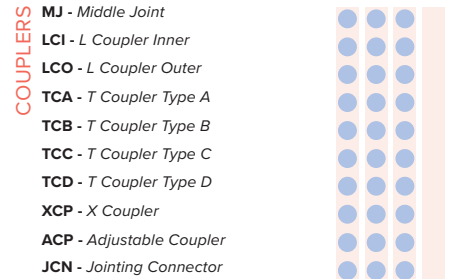 COUPLERS
MJ - Middle Joint
LCI - L Coupler Inner
LCO - L Coupler Outer
TCA - T Coupler Type A
TCB - T Coupler Type B
TCC - T Coupler Type C
TCD - T Coupler Type D
XCP - X Coupler
ACP - Adjustable Coupler
JCN - Jointing Connector